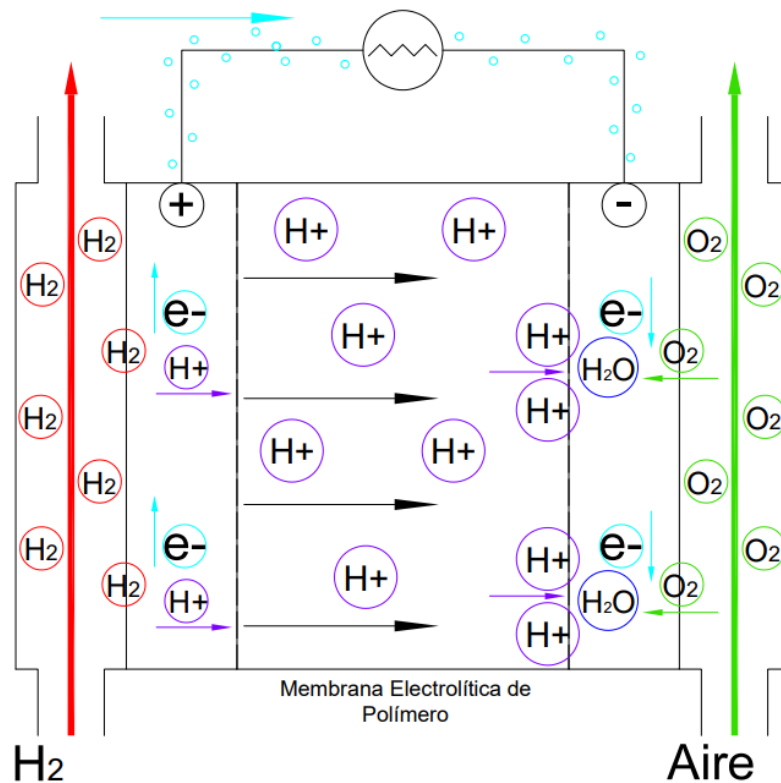 +
-
H+
H+
H2
O2
H2
O2
e-
e-
H+
H+
H2
H+
H2O
O2
H+
H2
H+
O2
H+
H+
H2
O2
H2
e-
H+
e-
O2
H2
H+
H+
H2O
O2
H+
Membrana Electrolítica de
Polímero
H2
Aire